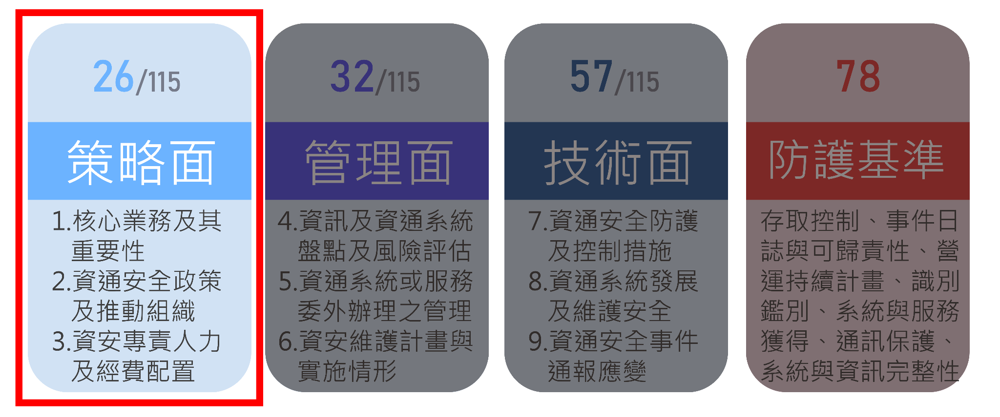 26/115
策略面
1.核心業務及其
重要性
2.資通安全政策
及推動組織
3.資安專責人力
及經費配置
32/115
管理面
4.資訊及資通系統
盤點及風險評估
5.資通系統或服務
委外辦理之管理
6.資安維護計畫與
實施情形
57/115
技術面
7.資通安全防護
及控制措施
8.資通系統發展
及維護安全
9.資通安全事件
通報應變
78
防護基準
存取控制、事件日
誌與可歸責性、營
運持續計畫、識別
鑑別、系統與服務
獲得、通訊保護、
系統與資訊完整性